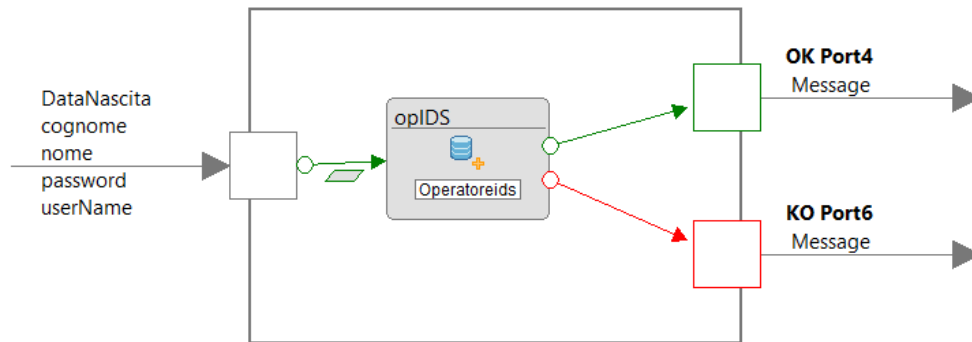 DataNascita
cognome
nome
password
userName
opIDS
Operatoreids
OK Port4
Message
KO Port6
Message